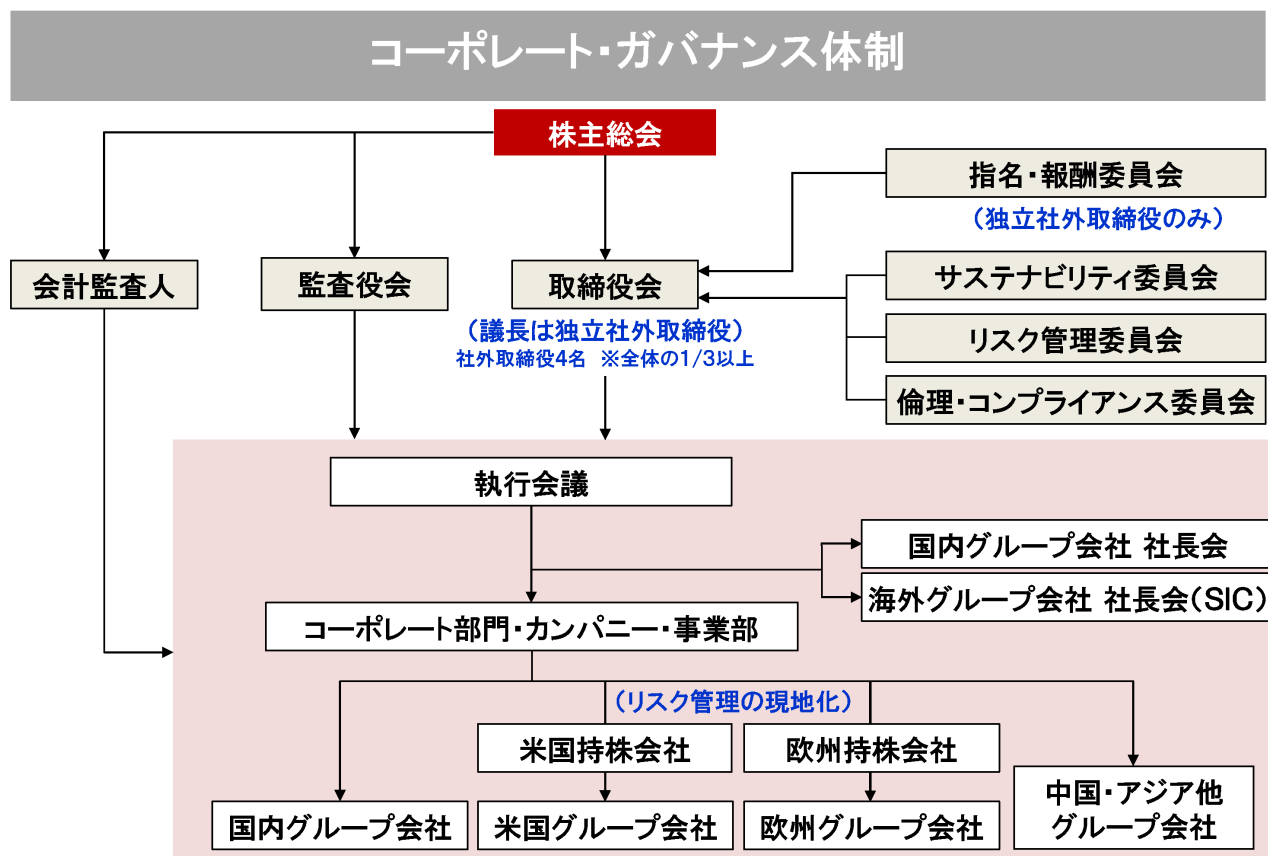 コーポレート・ガバナンス体制
株主総会
指名・報酬委員会
（独立社外取締役のみ）
会計監査人
監査役会
取締役会
サステナビリティ委員会
（議長は独立社外取締役）
社外取締役4名　※全体の1/3以上
リスク管理委員会
倫理・コンプライアンス委員会
執行会議
国内グループ会社 社長会
海外グループ会社 社長会（SIC）
コーポレート部門・カンパニー・事業部
（リスク管理の現地化）
米国持株会社
欧州持株会社
国内グループ会社
米国グループ会社
欧州グループ会社
中国・アジア他
グループ会社